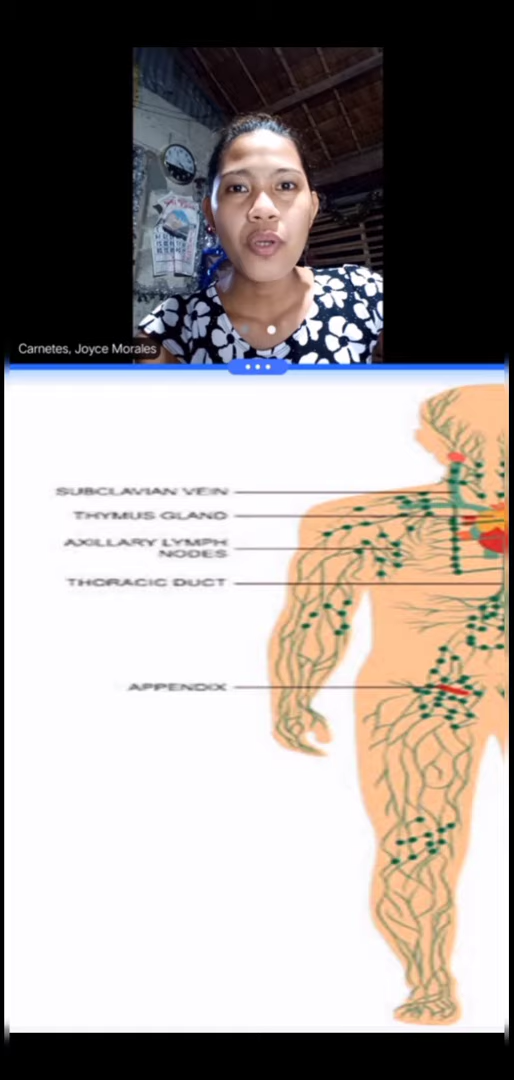 Carnetes, Joyce Morales
SUBCLAVIAN VEIN
THYMUS GLAND
AXILLARY LYMPH
NODES
THORACIC DUCT
APPENDIX